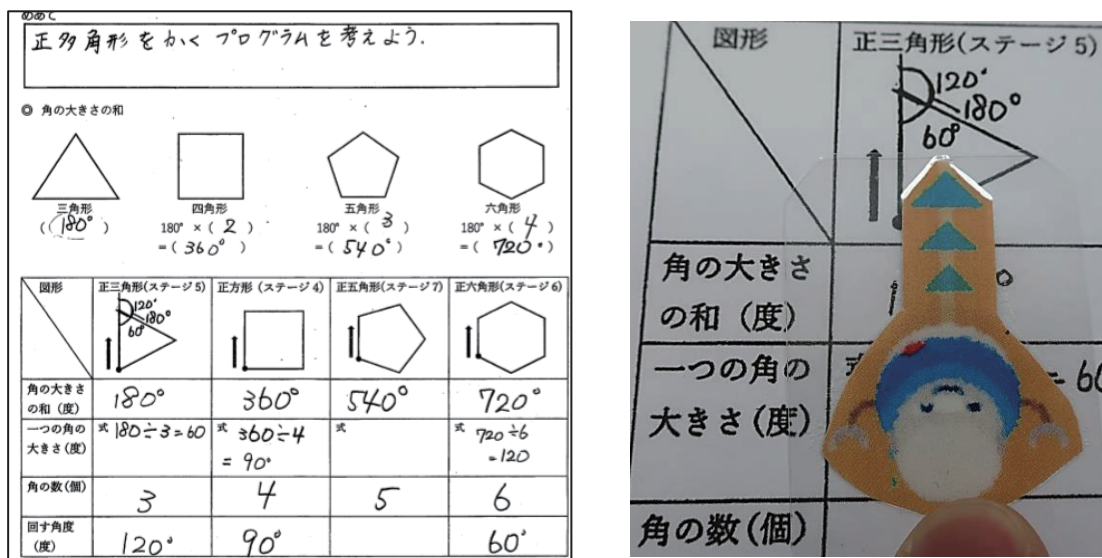 めあて
正多角形をかくプログラムを考えよう.
◎ 角の大きさの和
三角形 四角形 五角形 六角形
(180°) 180° ×( 2 ) 180° ×( 3 ) 180° ×( 4 )
=( 360° ) =( 540° ) =( 720° )
図形 正三角形(ステージ5) 正方形(ステージ4) 正五角形(ステージ7) 正六角形(ステージ6)
120°
180°
60°
角の大きさ
の和(度) 180° 360° 540° 720°
一つの角の 式 180÷3=60 式 360÷4 式 式 720÷6
大きさ(度) = 90° =120
角の数(個) 3 4 5 6
回す角度
(度) 120° 90° 60°
図形 正三角形(ステージ5)
120°
180°
60°
角の大きさ
の和(度)
一つの角の
大きさ(度)
角の数(個)